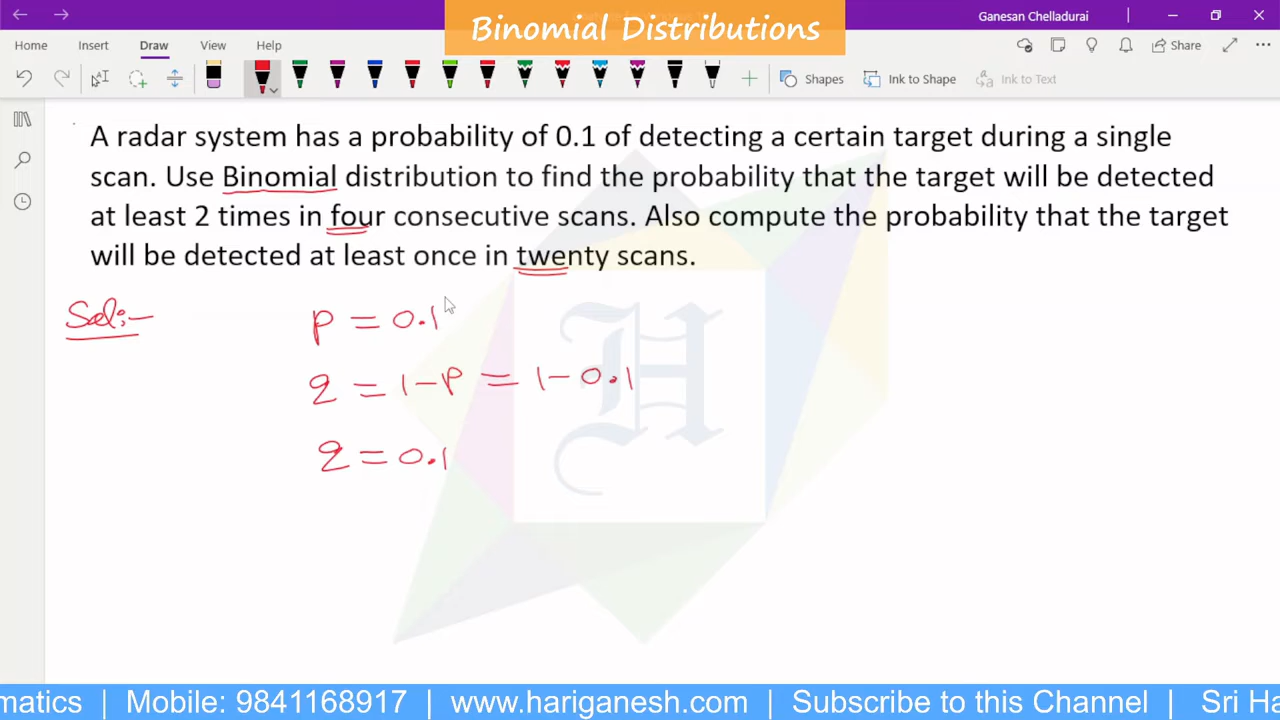 Binomial Distributions
Ganesan Chelladurai
Home Insert Draw View Help
Share
Shapes Ink to Shape Ink to Text
A radar system has a probability of 0.1 of detecting a certain target during a single
scan. Use Binomial distribution to find the probability that the target will be detected
at least 2 times in four consecutive scans. Also compute the probability that the target
will be detected at least once in twenty scans.
Sol:-
p = 0.1
q = 1-p = 1-0.1
q = 0.1
H
matics | Mobile: 9841168917 | www.hariganesh.com | Subscribe to this Channel | Sri Ha